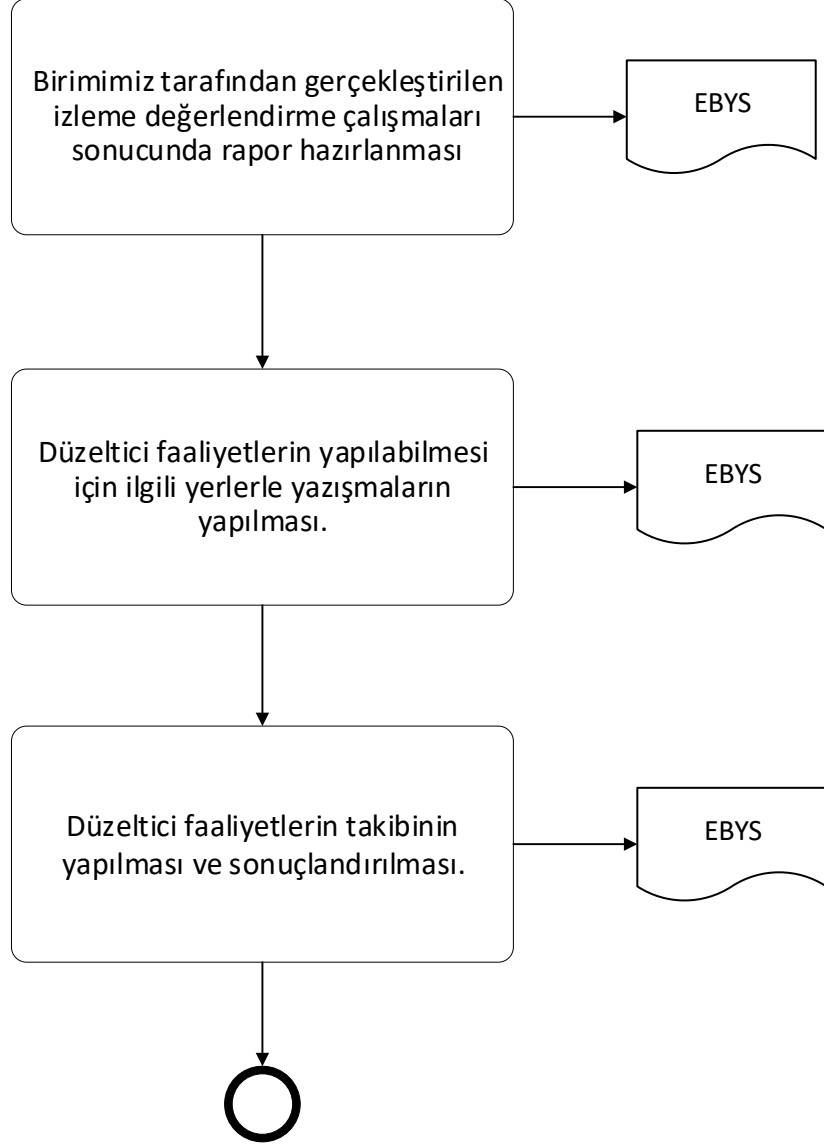 Birimimiz tarafından gerçekleştirilen
izleme değerlendirme çalışmaları
sonucunda rapor hazırlanması
EBYS
Düzeltici faaliyetlerin yapılabilmesi
için ilgili yerlerle yazışmaların
yapılması.
EBYS
Düzeltici faaliyetlerin takibinin
yapılması ve sonuçlandırılması.
EBYS